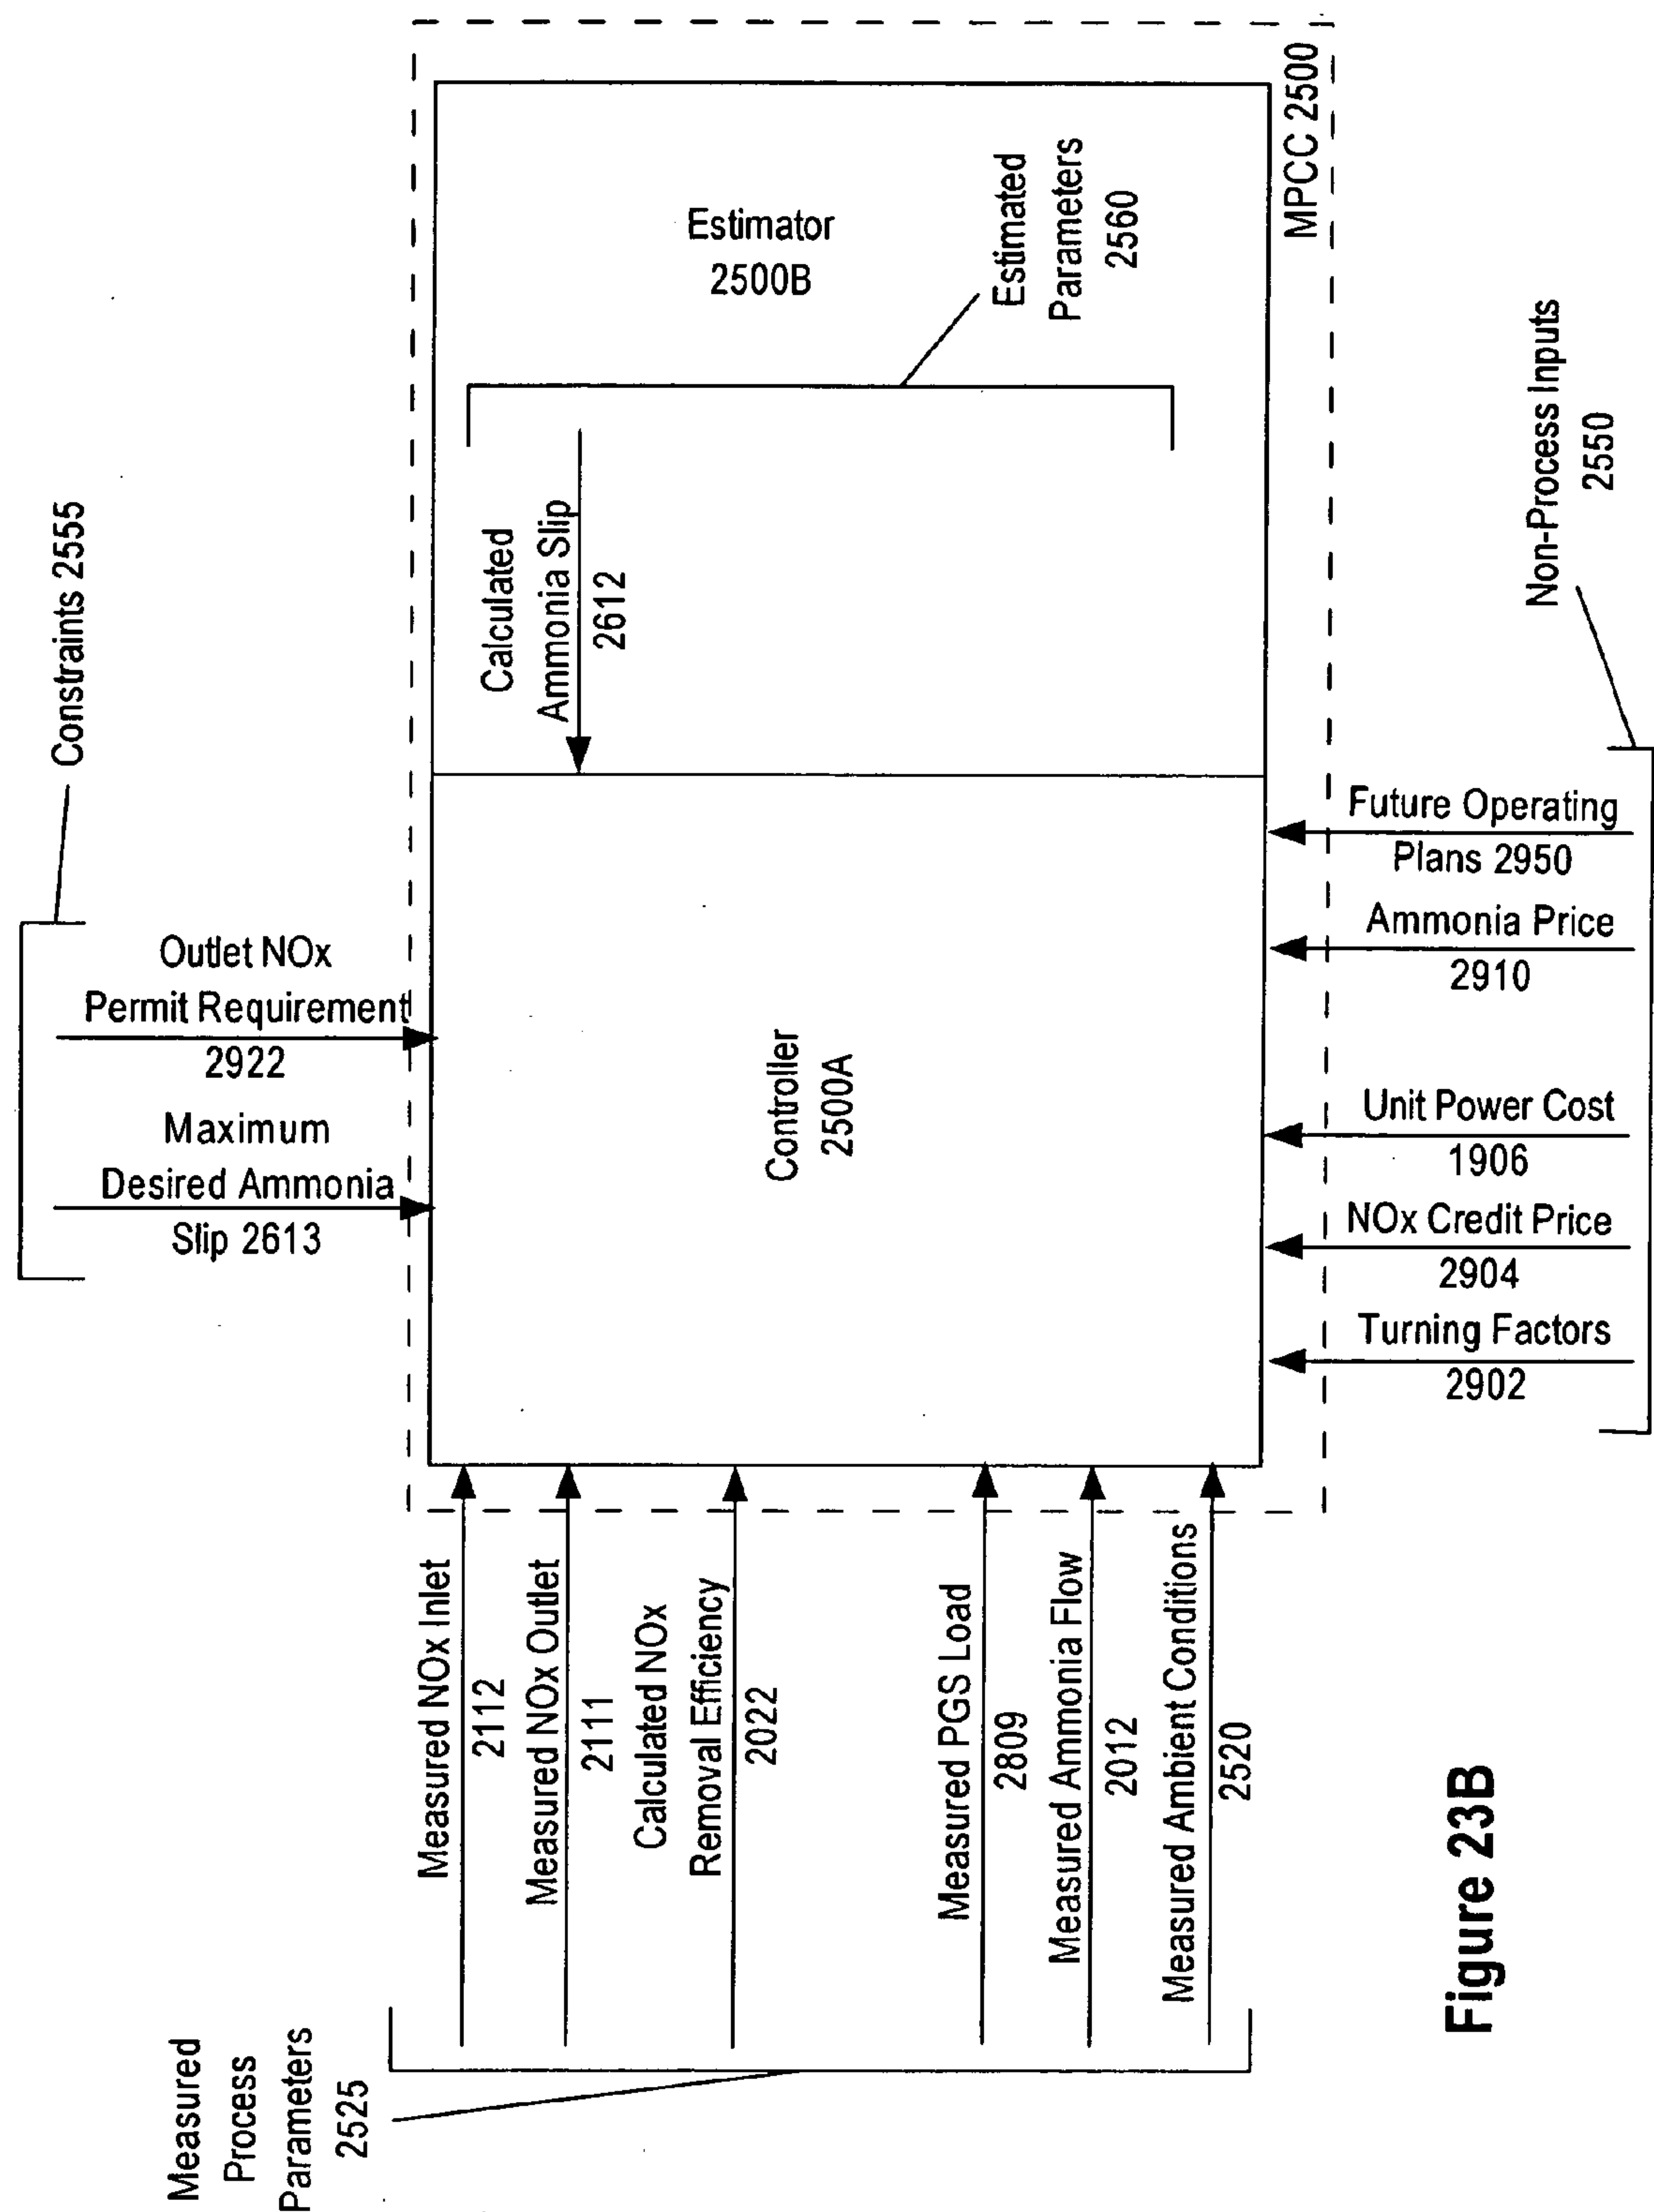 Measured
Process
Parameters
2525
Measured NOx Inlet
2112
Measured NOx Outlet
2111
Calculated NOx
Removal Efficiency
2022
Measured PGS Load
2809
Measured Ammonia Flow
2012
Measured Ambient Conditions
2520
Constraints 2555
Outlet NOx
Permit Requirement
2922
Maximum
Desired Ammonia
Slip 2613
Controller
2500A
Calculated
Ammonia Slip
2612
Estimator
2500B
Estimated
Parameters
2560
MPCC 2500
Future Operating
Plans 2950
Ammonia Price
2910
Unit Power Cost
1906
NOx Credit Price
2904
Turning Factors
2902
Non-Process Inputs
2550
Figure 23B